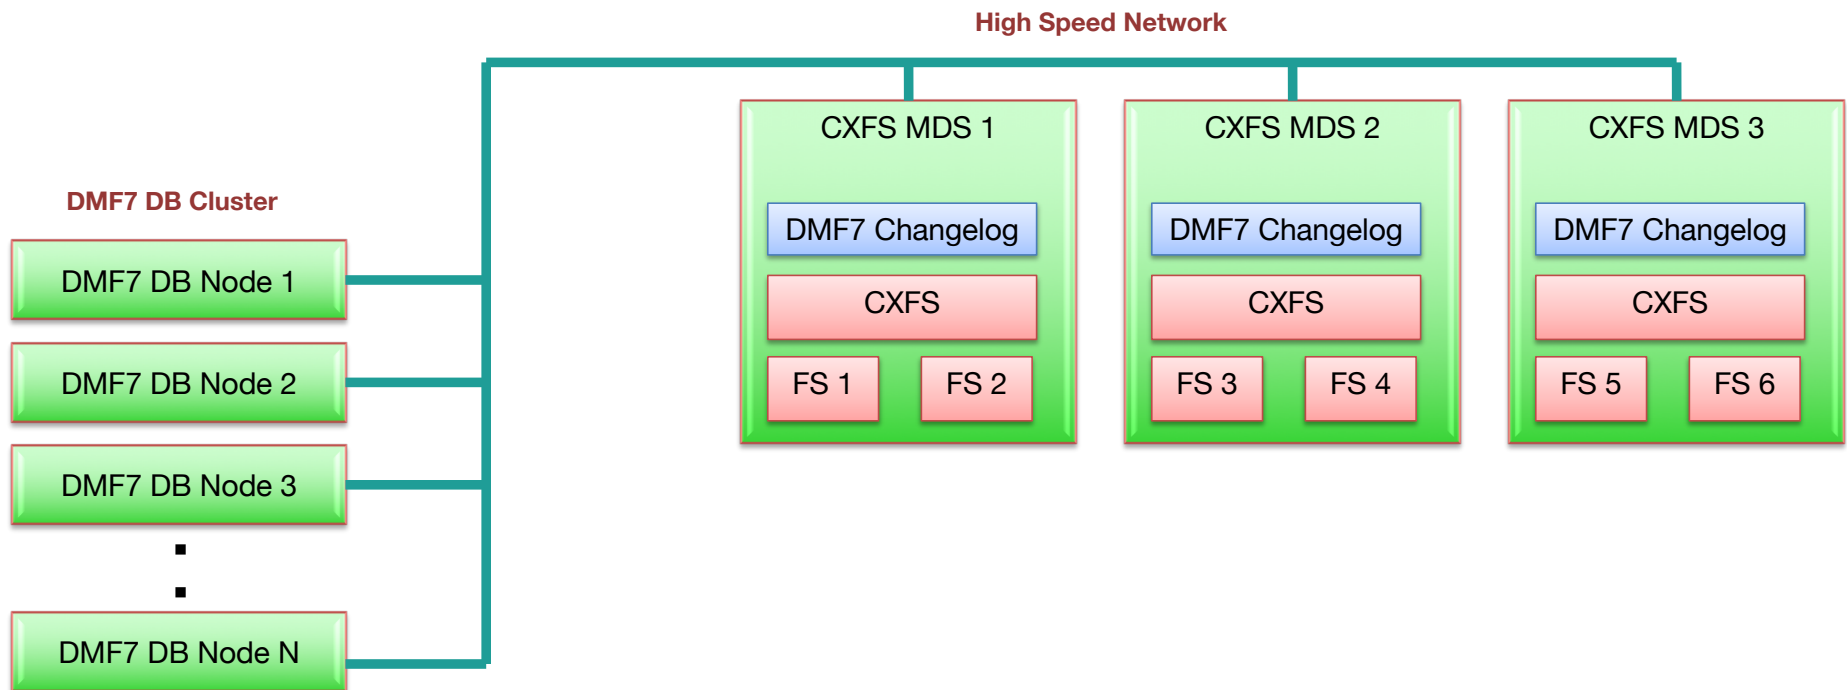 High Speed Network
CXFS MDS 1
DMF7 Changelog
CXFS
FS 1
FS 2
CXFS MDS 2
DMF7 Changelog
CXFS
FS 3
FS 4
CXFS MDS 3
DMF7 Changelog
CXFS
FS 5
FS 6
DMF7 DB Cluster
DMF7 DB Node 1
DMF7 DB Node 2
DMF7 DB Node 3
DMF7 DB Node N